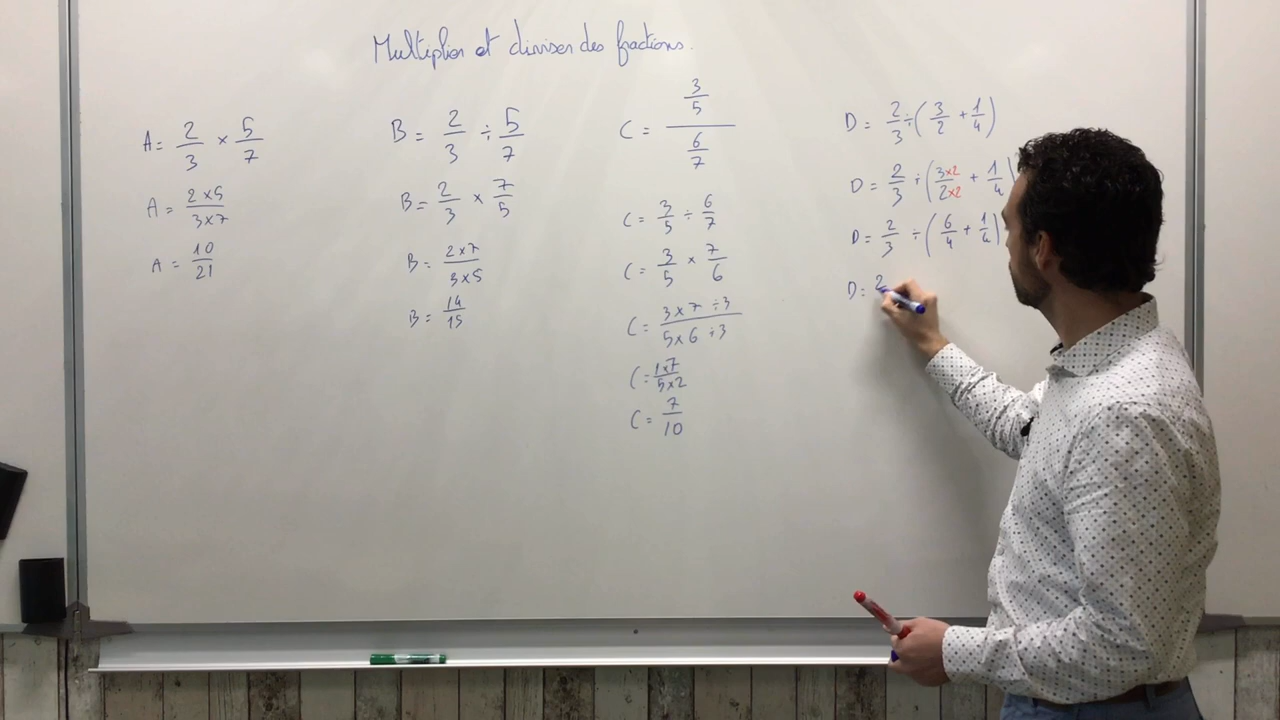 Multiplier et diviser des fractions.
A = 2/3 × 5/7
A = 2×5/3×7
A = 10/21
B = 2/3 ÷ 5/7
B = 2/3 × 7/5
B = 2×7/3×5
B = 14/15
C = 3/5 / 6/7
C = 3/5 ÷ 6/7
C = 3/5 × 7/6
C = 3×7 ÷3/5×6 ÷3
C = 1×7/5×2
C = 7/10
D = 2/3 ÷ (3/2 + 1/4)
D = 2/3 ÷ (3×2/2×2 + 1/4)
D = 2/3 ÷ (6/4 + 1/4)
D = 2